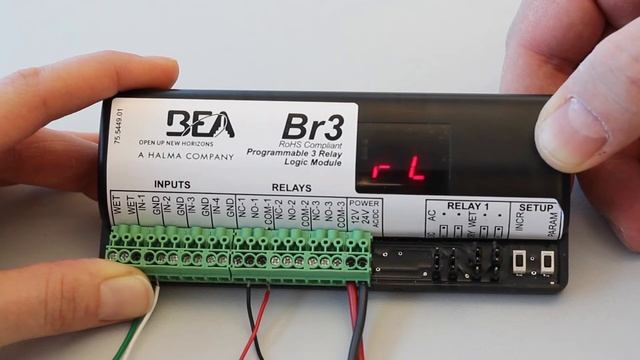 75.5449.01
BEA
OPEN UP NEW HORIZONS
A HALMA COMPANY
Br3
RoHS Compliant
Programmable 3 Relay
Logic Module
rL
INPUTS
RELAYS
WET
WET
IN-1
GND
IN-2
GND
IN-3
GND
IN-4
GND
NC-1
NO-1
COM-1
NC-2
NO-2
COM-2
NC-3
NO-3
COM-3
POWER
12V
24V
AC/DC
RELAY 1
AC
WET
SETUP
INCR.
PARAM